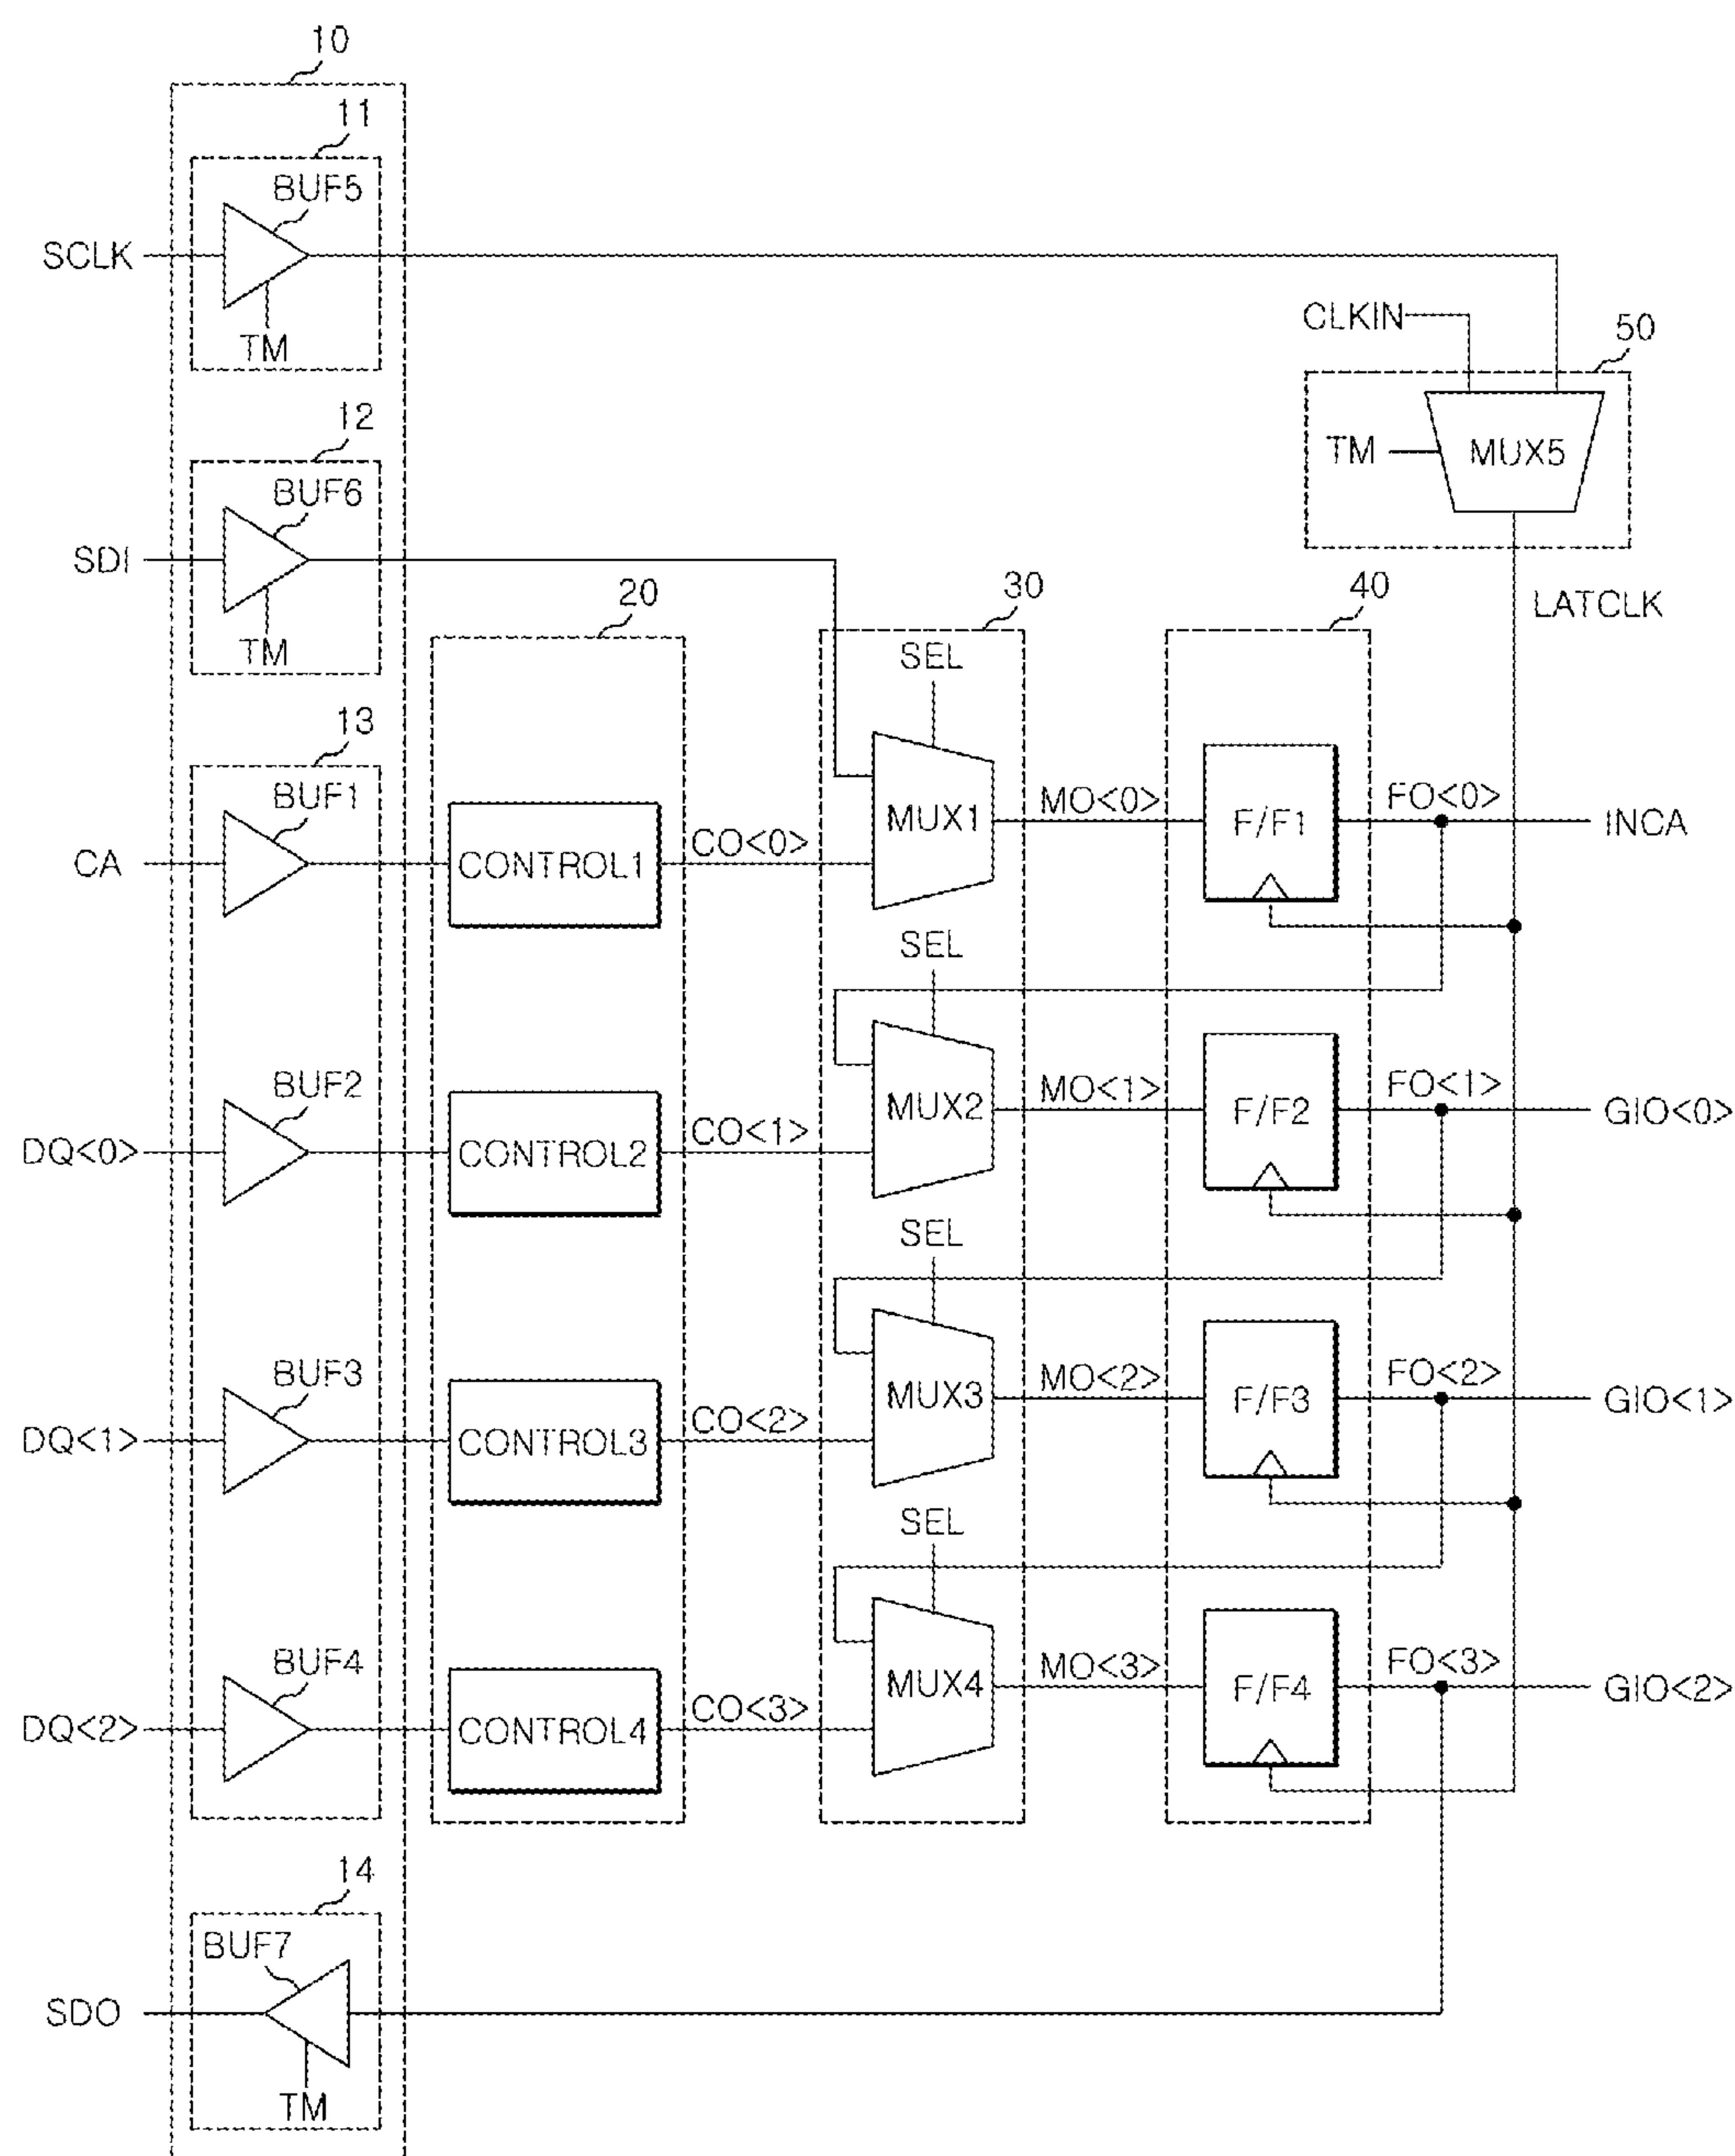 10
11
BUF5
SCLK
TM
CLKIN
50
TM
MUX5
12
BUF6
SDI
TM
20
30
40
LATCLK
SEL
13
BUF1
CA
CONTROL1
CO<0>
MUX1
MO<0>
F/F1
FO<0>
INCA
SEL
BUF2
DQ<0>
CONTROL2
CO<1>
MUX2
MO<1>
F/F2
FO<1>
GIO<0>
SEL
BUF3
DQ<1>
CONTROL3
CO<2>
MUX3
MO<2>
F/F3
FO<2>
GIO<1>
SEL
BUF4
DQ<2>
CONTROL4
CO<3>
MUX4
MO<3>
F/F4
FO<3>
GIO<2>
14
BUF7
SDO
TM